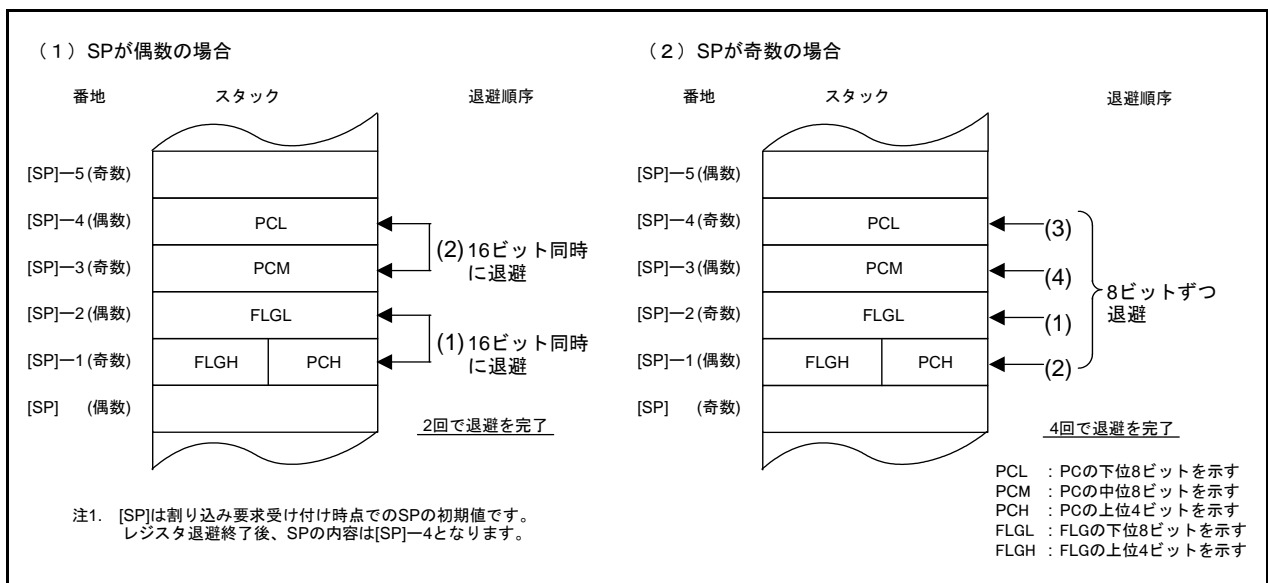 （１）SPが偶数の場合
番地 スタック 退避順序
[SP]ー5(奇数)
[SP]ー4(偶数) PCL
[SP]ー3(奇数) PCM
(2) 16ビット同時
に退避
[SP]ー2(偶数) FLGL
[SP]ー1(奇数) FLGH PCH
(1) 16ビット同時
に退避
[SP] (偶数)
2回で退避を完了
注1. [SP]は割り込み要求受け付け時点でのSPの初期値です。
レジスタ退避終了後、SPの内容は[SP]ー4となります。
（２）SPが奇数の場合
番地 スタック 退避順序
[SP]ー5(偶数)
[SP]ー4(奇数) PCL (3)
[SP]ー3(偶数) PCM (4)
[SP]ー2(奇数) FLGL (1)
[SP]ー1(偶数) FLGH PCH (2)
8ビットずつ
退避
[SP] (奇数)
4回で退避を完了
PCL ：PCの下位8ビットを示す
PCM ：PCの中位8ビットを示す
PCH ：PCの上位4ビットを示す
FLGL ：FLGの下位8ビットを示す
FLGH ：FLGの上位4ビットを示す